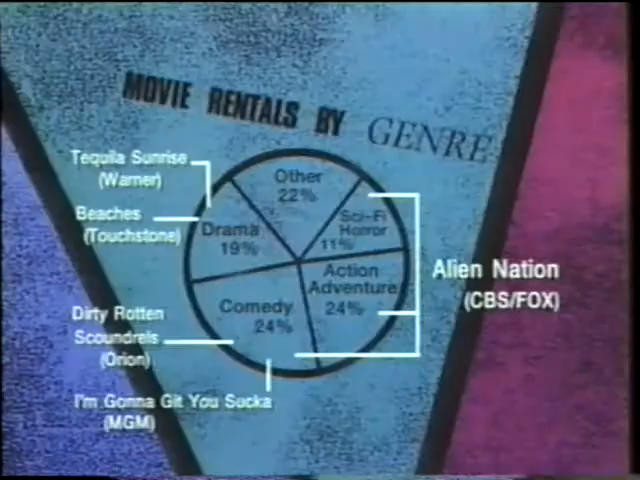 MOVIE RENTALS BY GENRE
Tequila Sunrise
(Warner)
Beaches
(Touchstone)
Other
22%
Sci-Fi
Horror
11%
Drama
19%
Action
Adventure
24%
Comedy
24%
Alien Nation
(CBS/FOX)
Dirty Rotten
Scoundrels
(Orion)
I'm Gonna Git You Sucka
(MGM)